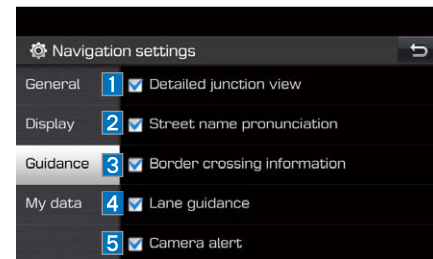 Navigation settings
General 1 Detailed junction view
Display 2 Street name pronunciation
Guidance 3 Border crossing information
My data 4 Lane guidance
5 Camera alert